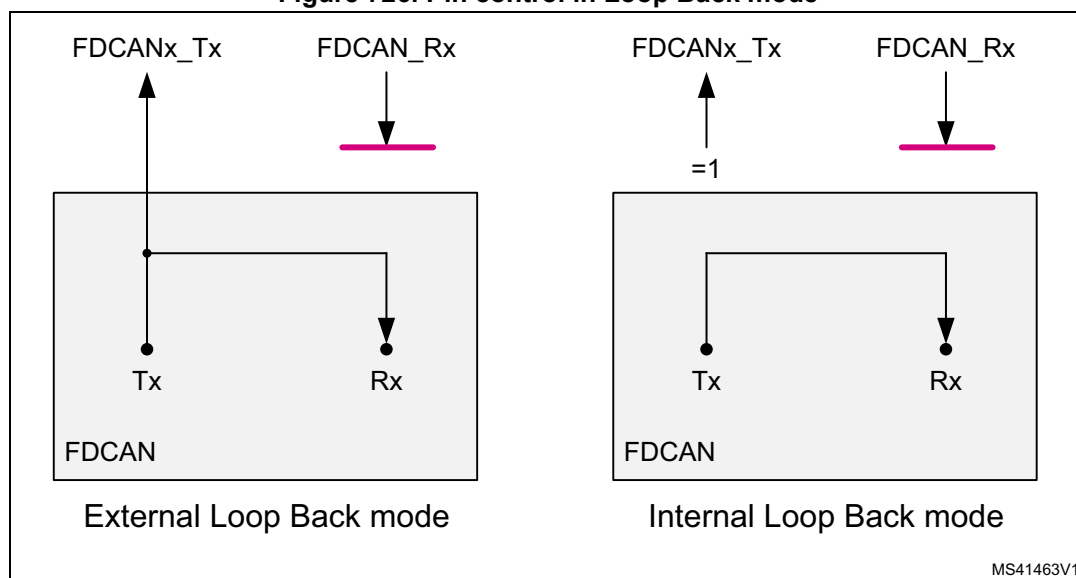 Figure Pin control in Loop Back mode
FDCANx_Tx FDCAN_Rx FDCANx_Tx FDCAN_Rx
=1
Tx Rx Tx Rx
FDCAN FDCAN
External Loop Back mode Internal Loop Back mode
MS41463V1